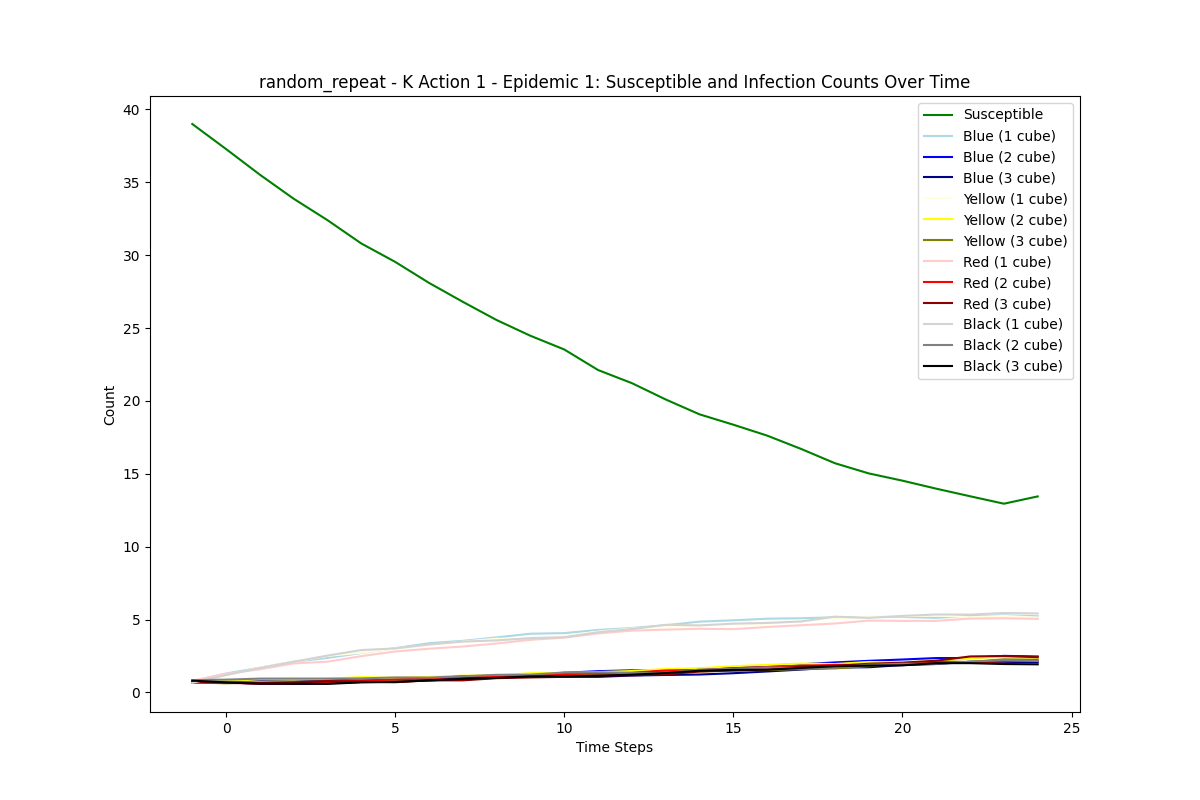 random_repeat - K Action 1 - Epidemic 1: Susceptible and Infection Counts Over Time
40
35
30
25
20
15
10
5
0
Count
Susceptible
Blue (1 cube)
Blue (2 cube)
Blue (3 cube)
Yellow (1 cube)
Yellow (2 cube)
Yellow (3 cube)
Red (1 cube)
Red (2 cube)
Red (3 cube)
Black (1 cube)
Black (2 cube)
Black (3 cube)
0 5 10 15 20 25
Time Steps